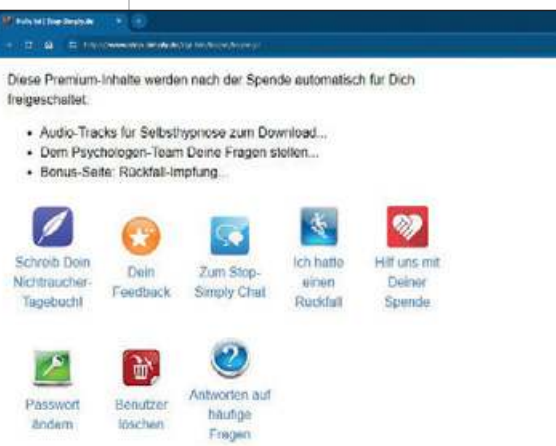 Diese Premium-Inhalte werden nach der Spende automatisch für Dich
freigeschaltet:
• Audio-Tracks für Selbsthypnose zum Download...
• Dem Psychologen-Team Deine Fragen stellen...
• Bonus-Seite: Rückfall-Impfung...
Schreib Dein
Nichtraucher-
Tagebuch!
Dein
Feedback
Zum Stop-
Simply Chat
Ich hatte
einen
Rückfall
Hilf uns mit
Deiner
Spende
Passwort
ändern
Benutzer
löschen
Antworten auf
häufige
Fragen